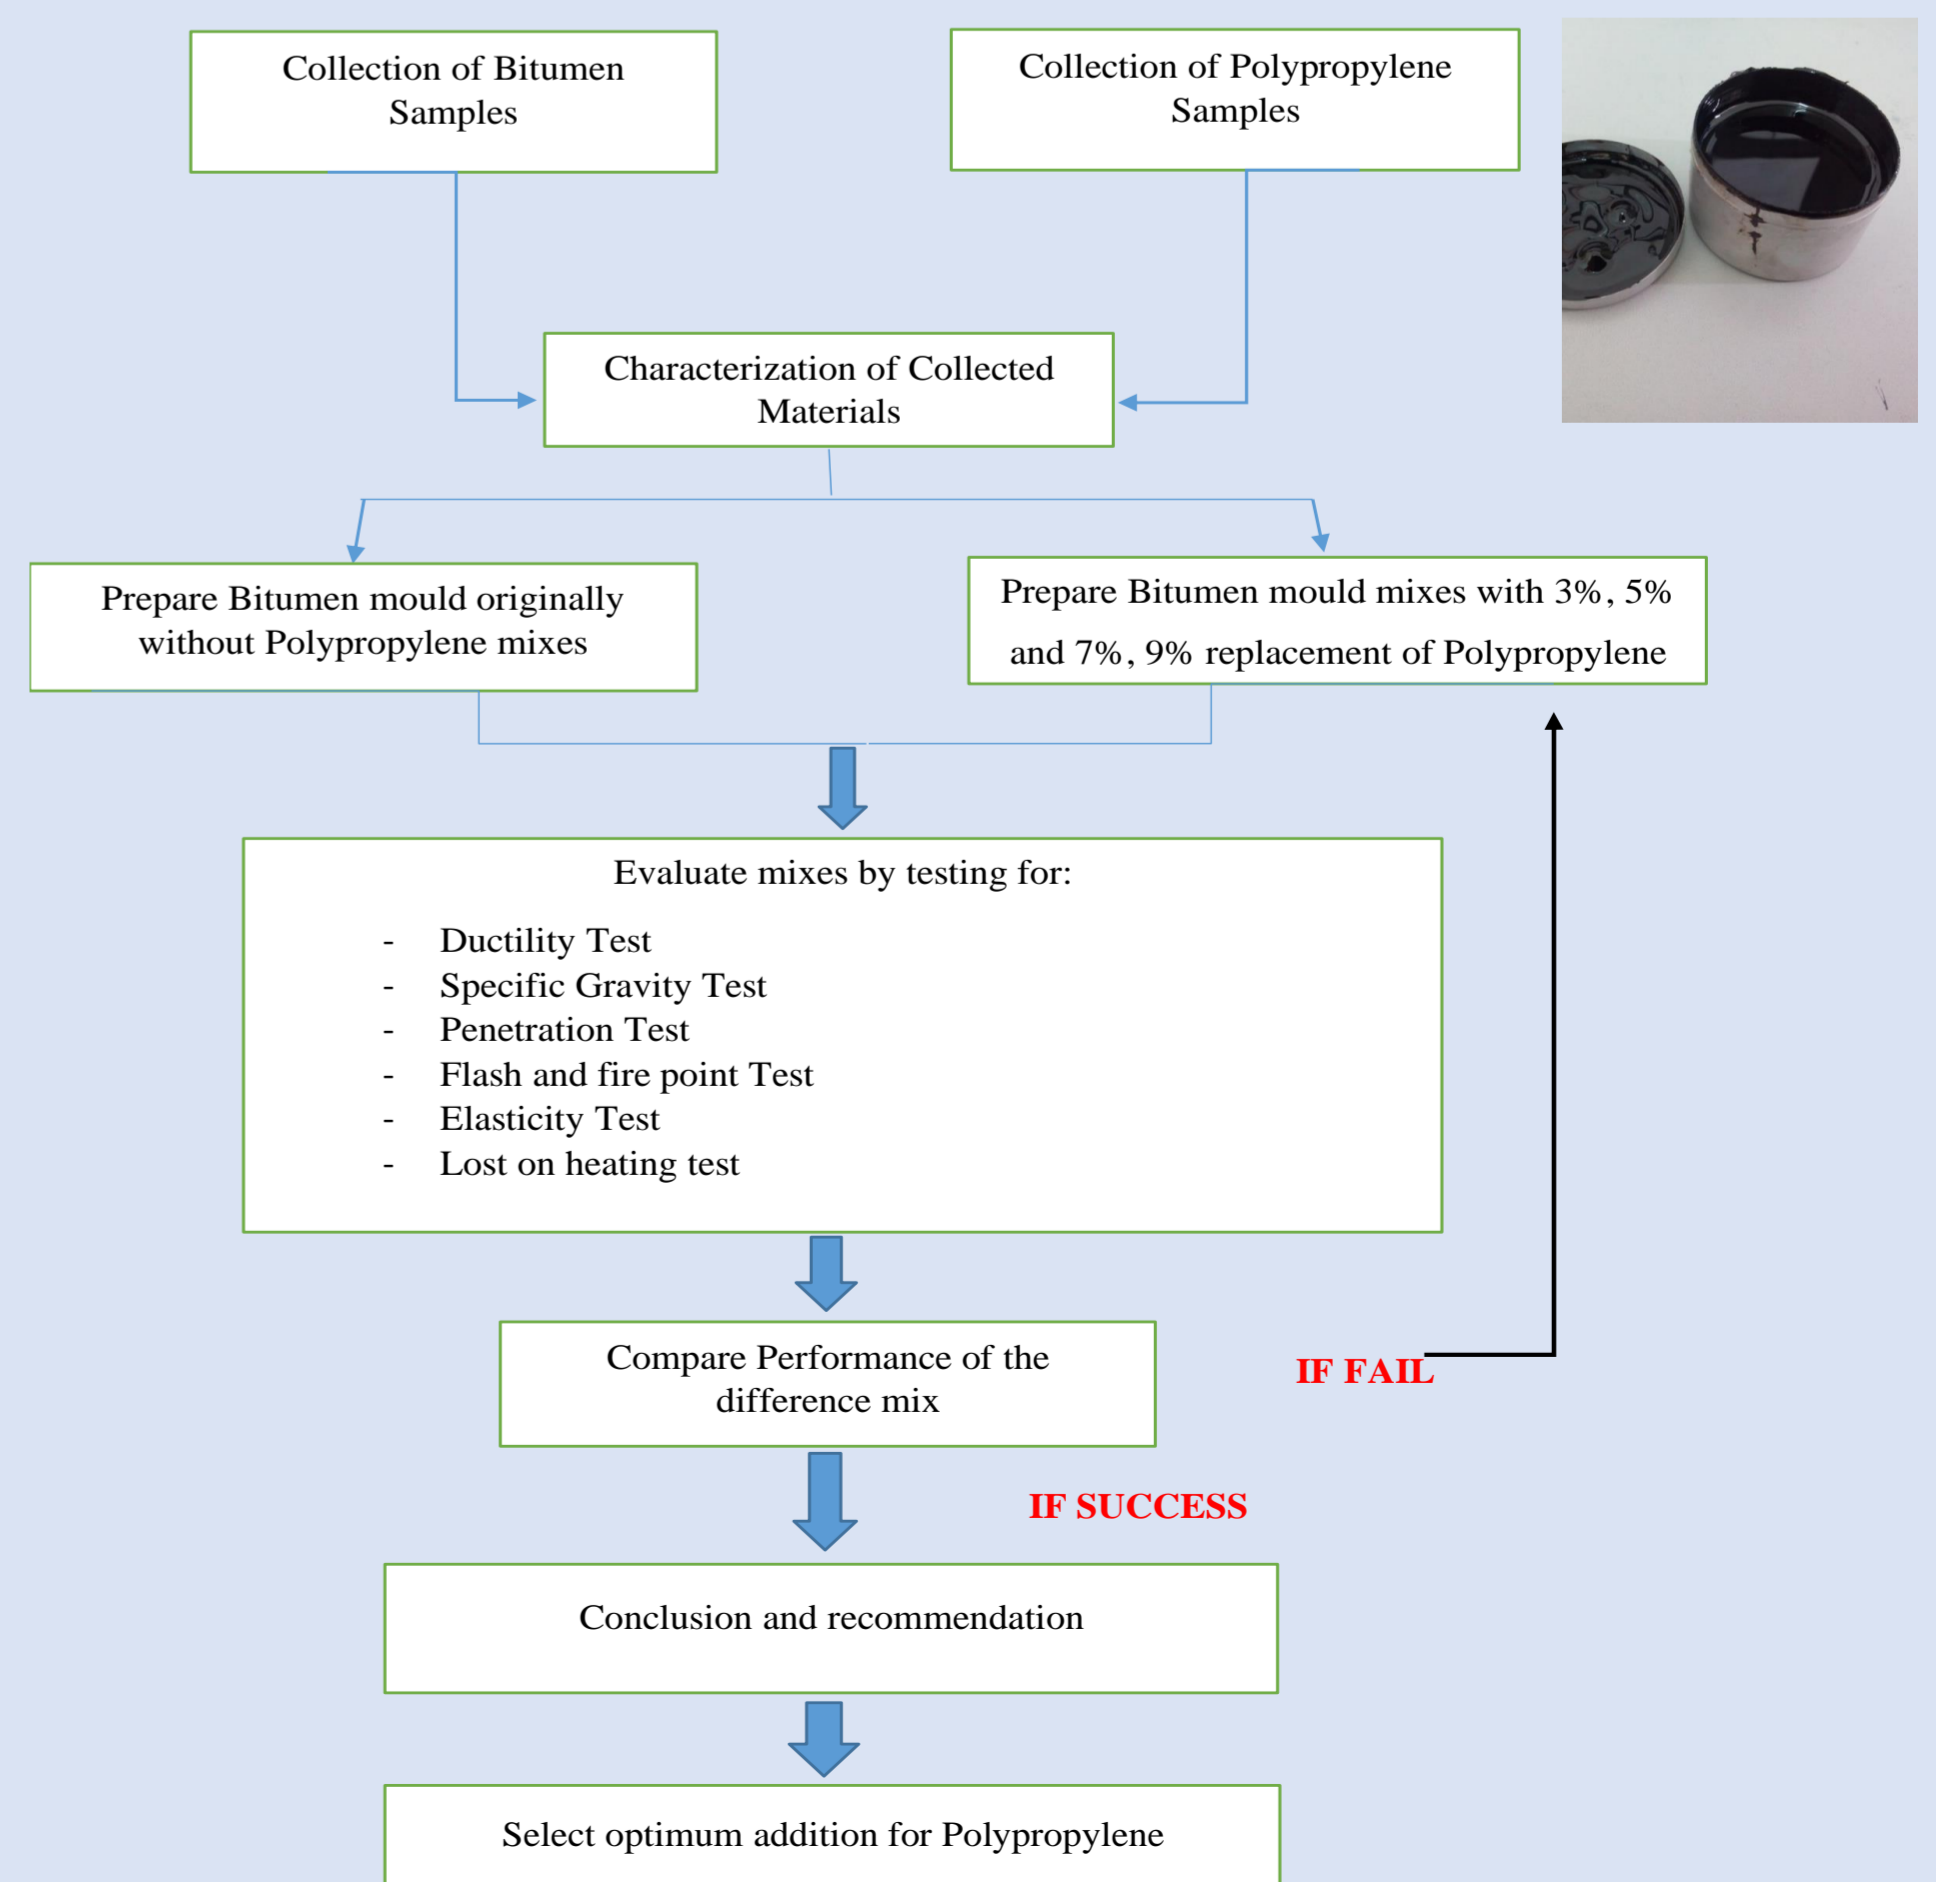 Collection of Bitumen
Samples
Collection of Polypropylene
Samples
Characterization of Collected
Materials
Prepare Bitumen mould originally
without Polypropylene mixes
Prepare Bitumen mould mixes with 3%, 5%
and 7%, 9% replacement of Polypropylene
Evaluate mixes by testing for:
- Ductility Test
- Specific Gravity Test
- Penetration Test
- Flash and fire point Test
- Elasticity Test
- Lost on heating test
Compare Performance of the
difference mix
IF FAIL
IF SUCCESS
Conclusion and recommendation
Select optimum addition for Polypropylene